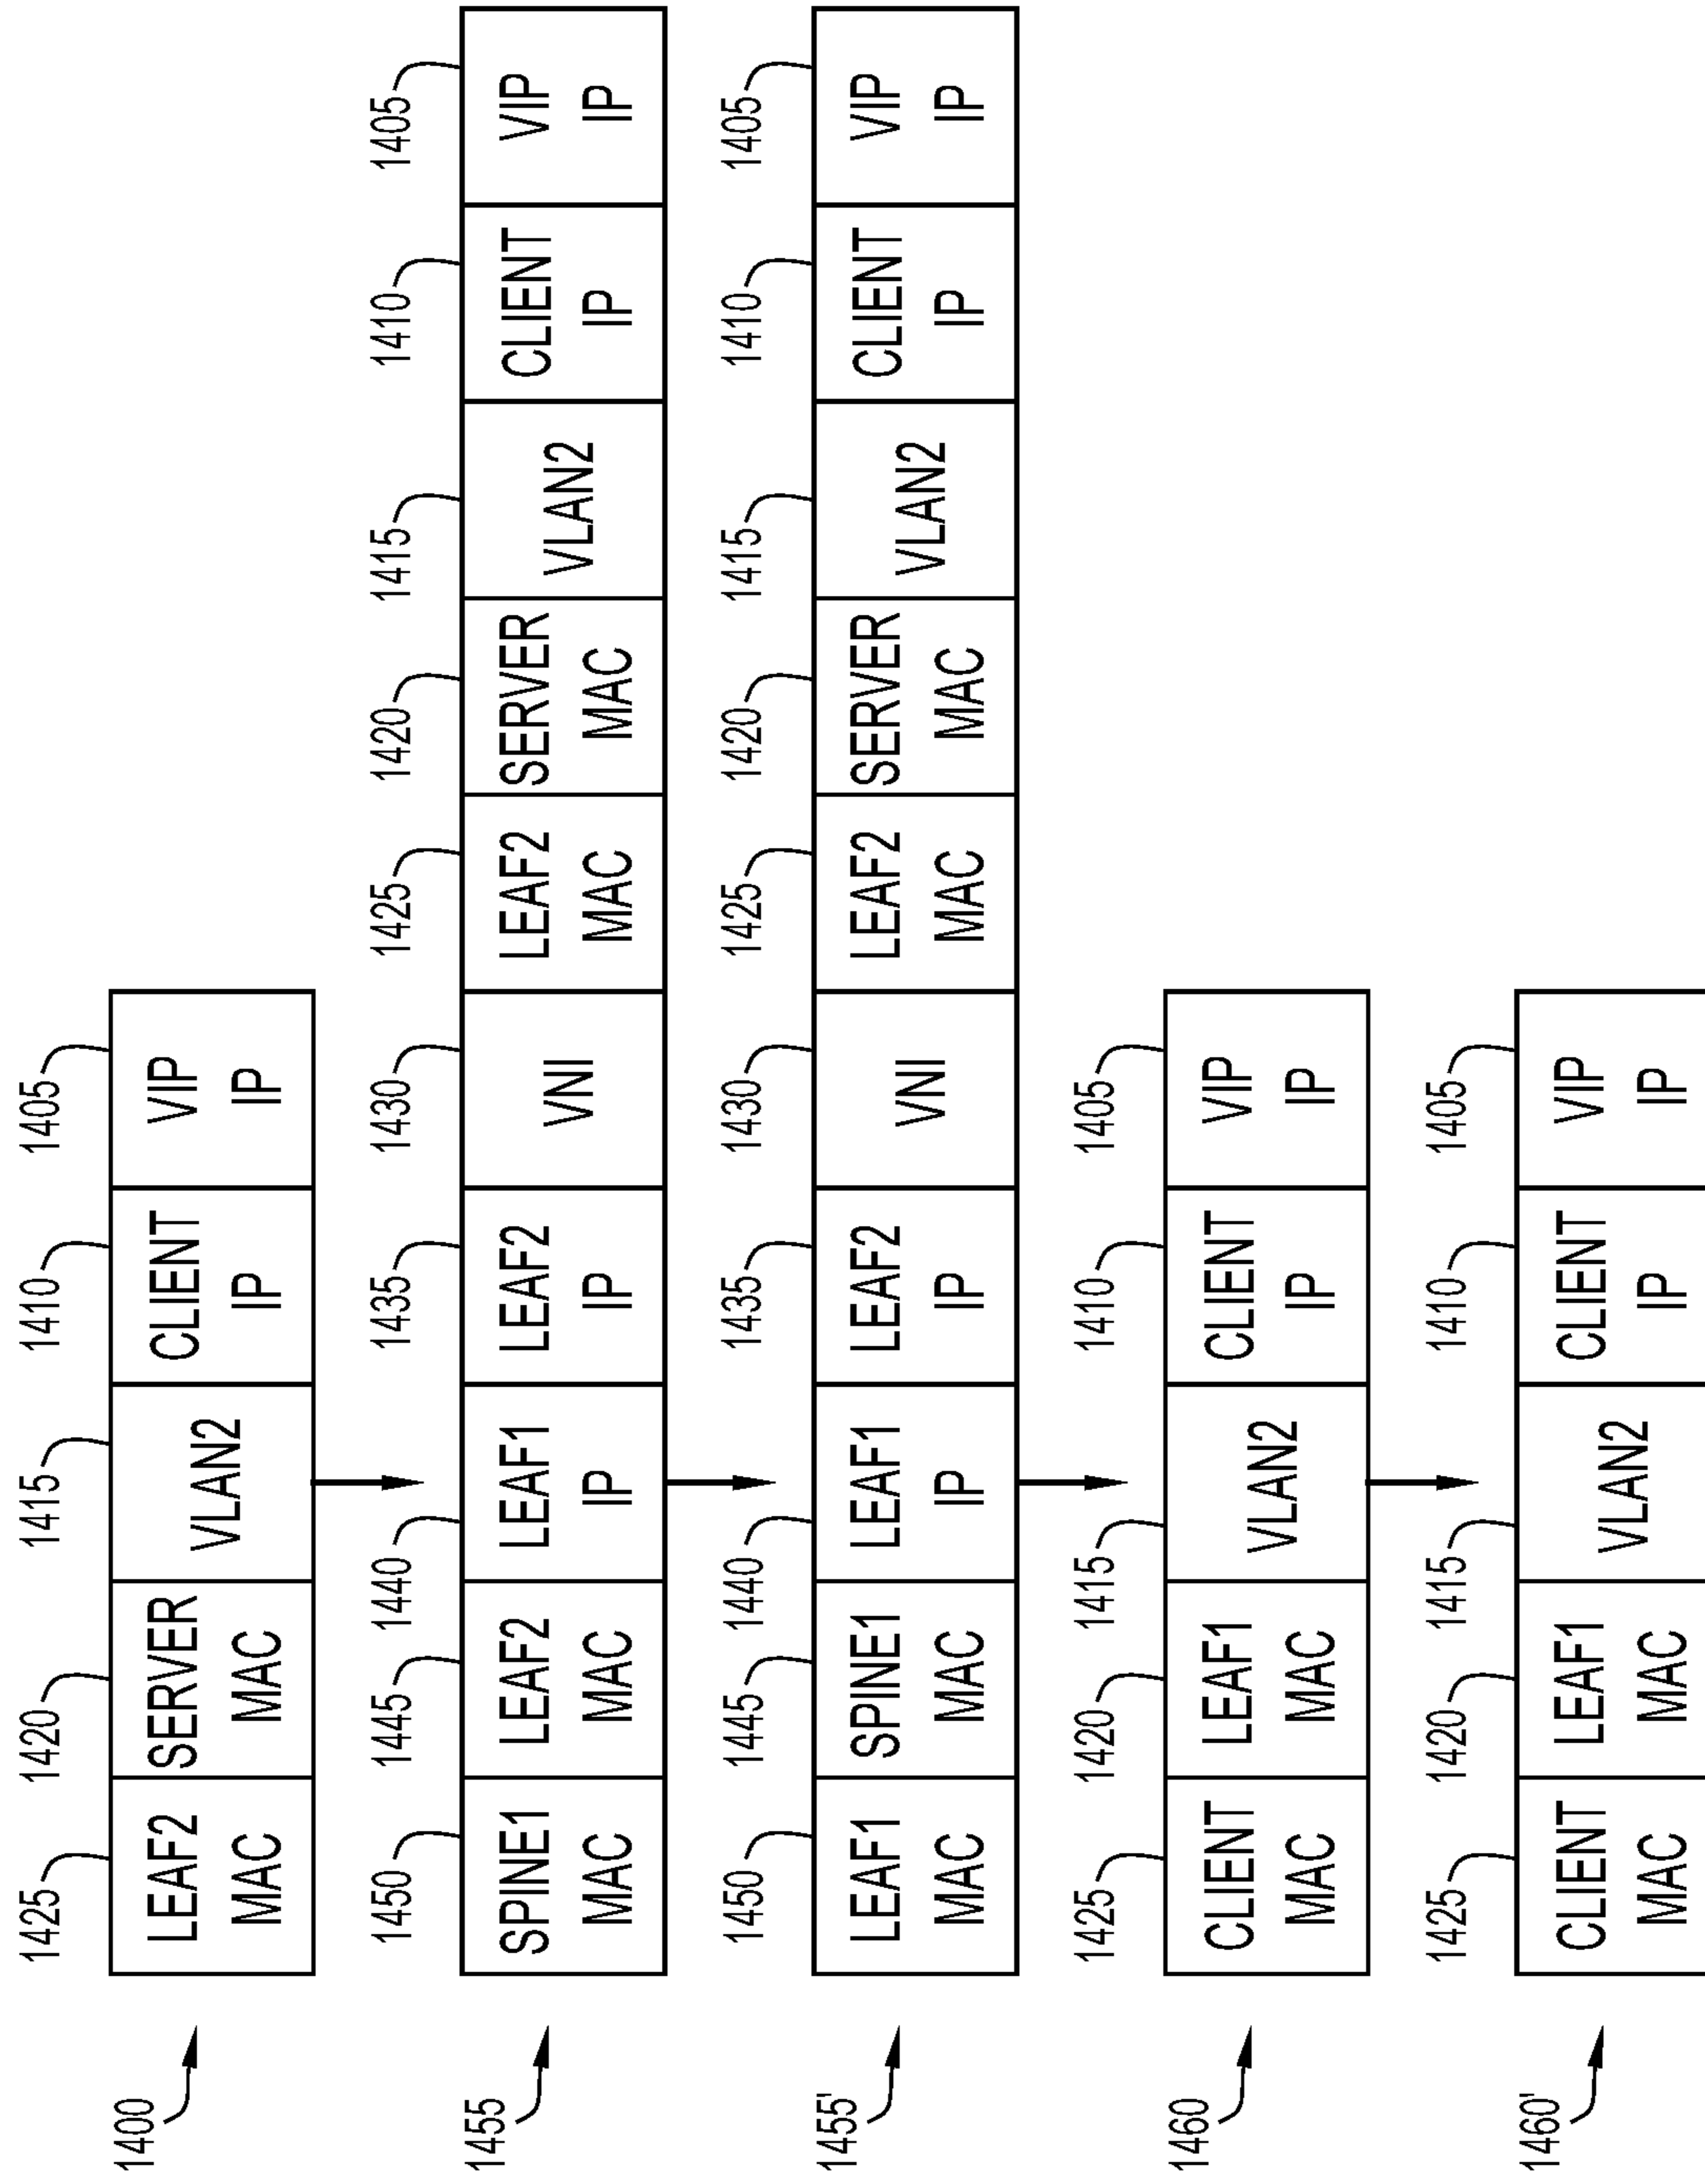 1425 1420 1415 1410 1405
LEAF2 SERVER CLIENT VIP
1400 VLAN2
MAC MAC IP IP
1450 1445 1440 1435 1430 1425 1420 1415 1410 1405
SPINE1 LEAF2 LEAF1 LEAF2 LEAF2 SERVER CLIENT VIP
1455 VNI VLAN2
MAC MAC IP IP MAC MAC IP IP
1450 1445 1440 1435 1430 1425 1420 1415 1410 1405
LEAF1 SPINE1 LEAF1 LEAF2 LEAF2 SERVER CLIENT VIP
1455' VNI VLAN2
MAC MAC IP IP MAC MAC IP IP
1425 1420 1415 1410 1405
CLIENT LEAF1 CLIENT VIP
1460 VLAN2
MAC MAC IP IP
1425 1420 1415 1410 1405
CLIENT LEAF1 CLIENT VIP
1460' VLAN2
MAC MAC IP IP